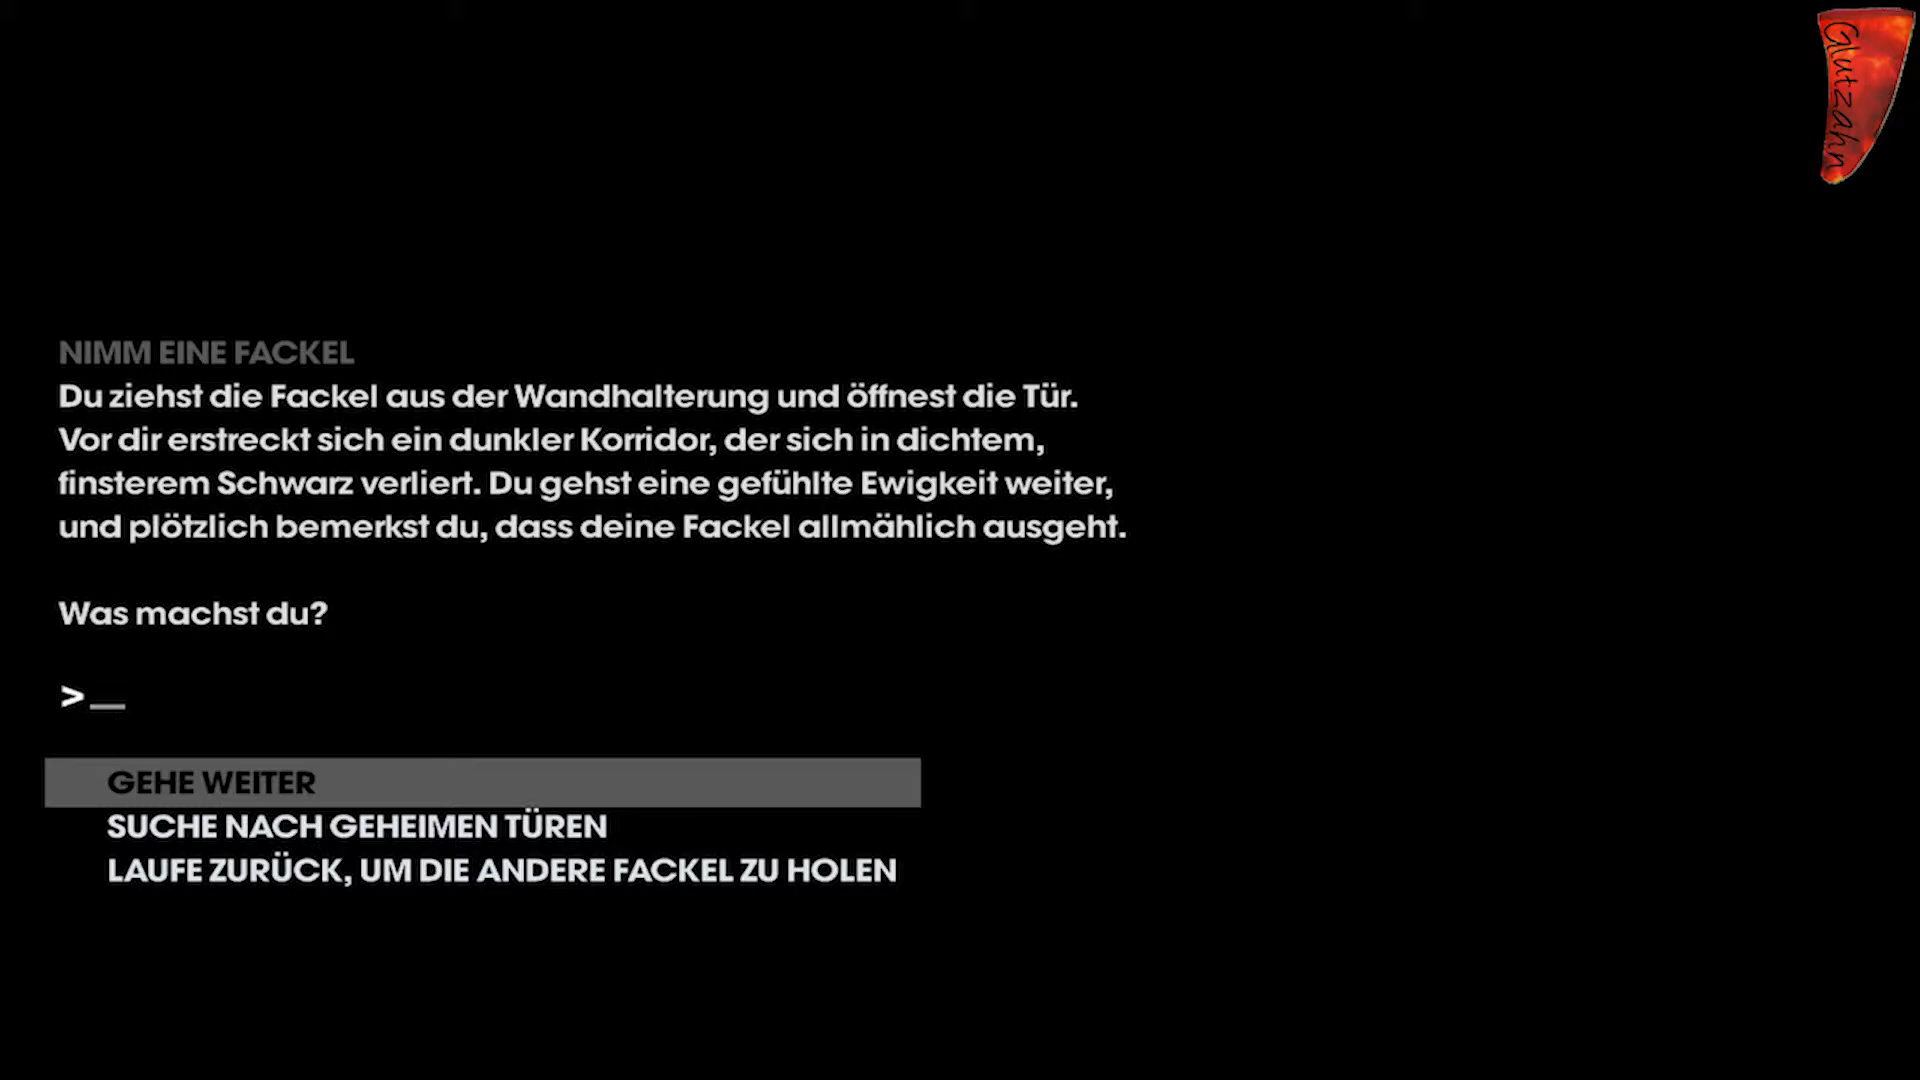 Glutzahn
NIMM EINE FACKEL
Du ziehst die Fackel aus der Wandhalterung und öffnest die Tür.
Vor dir erstreckt sich ein dunkler Korridor, der sich in dichtem,
finsterem Schwarz verliert. Du gehst eine gefühlte Ewigkeit weiter,
und plötzlich bemerkst du, dass deine Fackel allmählich ausgeht.
Was machst du?
>_
GEHE WEITER
SUCHE NACH GEHEIMEN TÜREN
LAUFE ZURÜCK, UM DIE ANDERE FACKEL ZU HOLEN